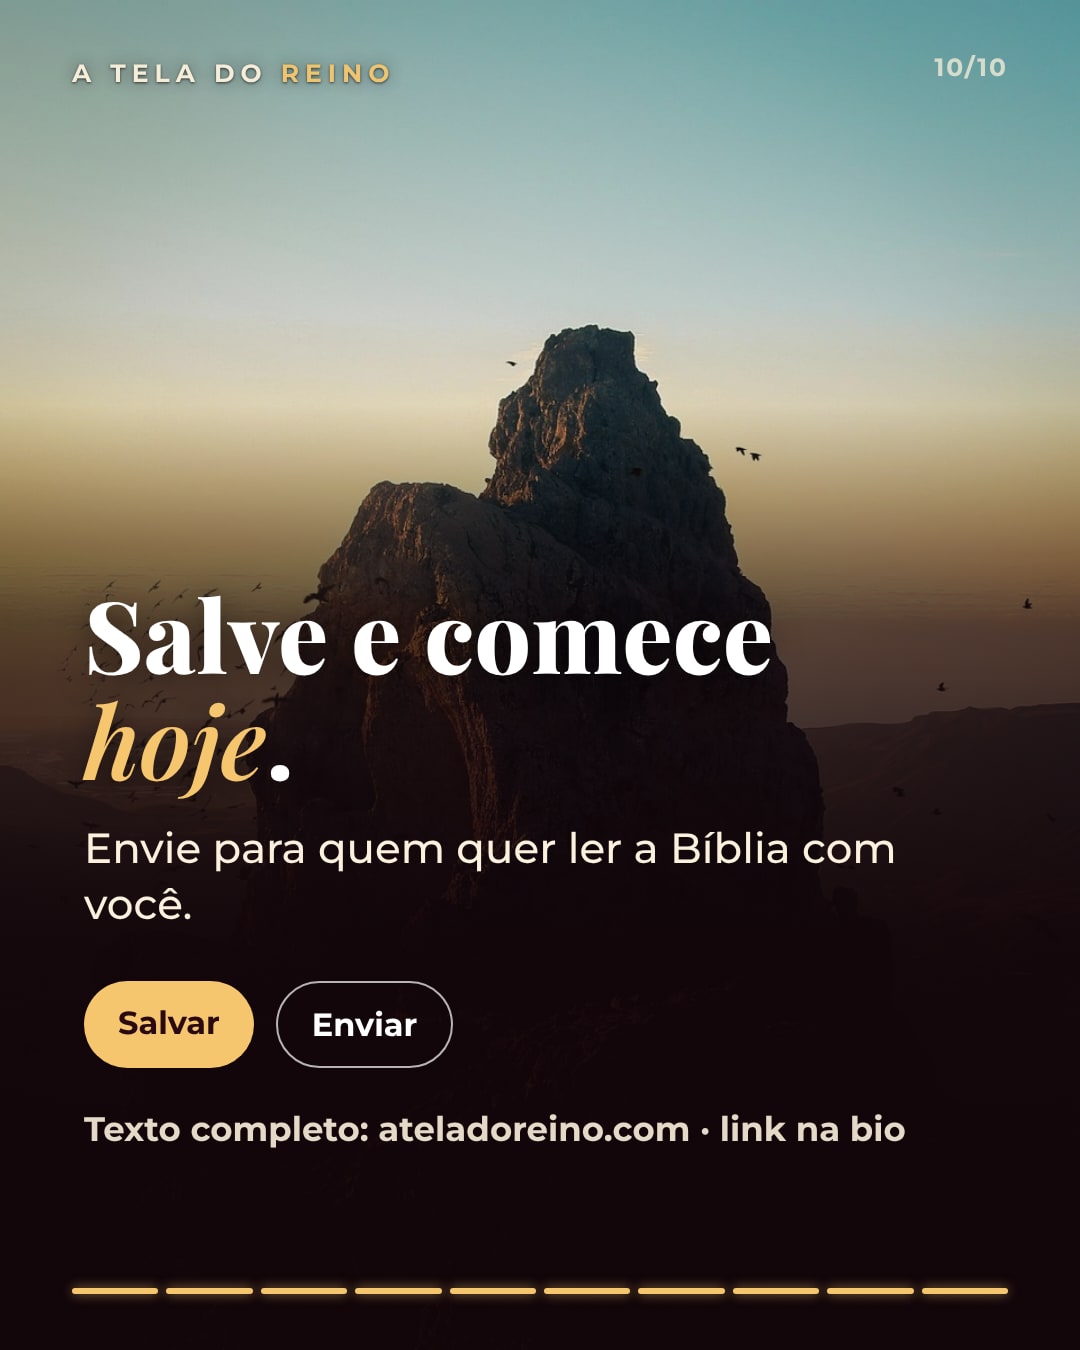 A TELA DO REINO
10/10
Salve e comece
hoje.
Envie para quem quer ler a Bíblia com
você.
Salvar
Enviar
Texto completo: ateladoreino.com · link na bio